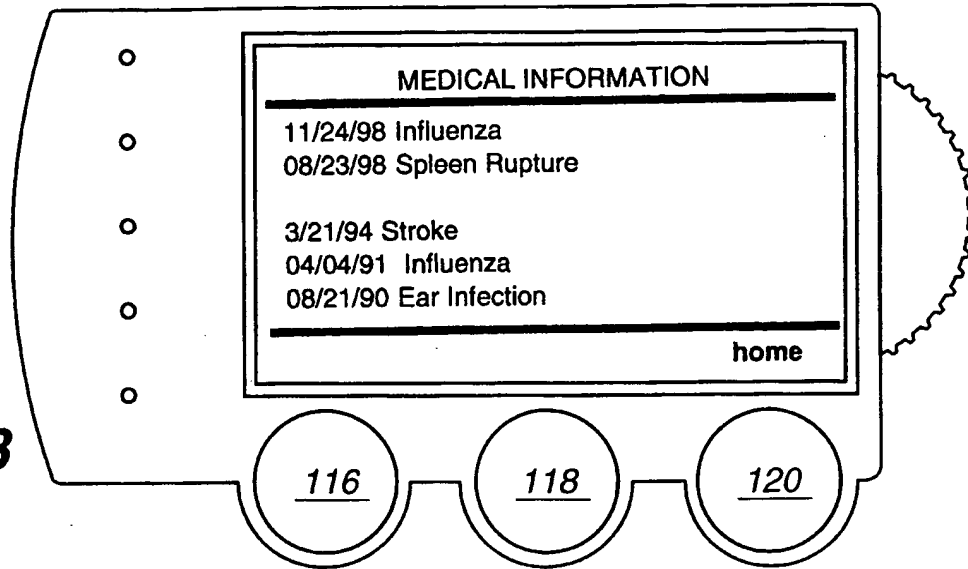 MEDICAL INFORMATION
11/24/98 Influenza
08/23/98 Spleen Rupture
3/21/94 Stroke
04/04/91 Influenza
08/21/90 Ear Infection
home
116 118 120